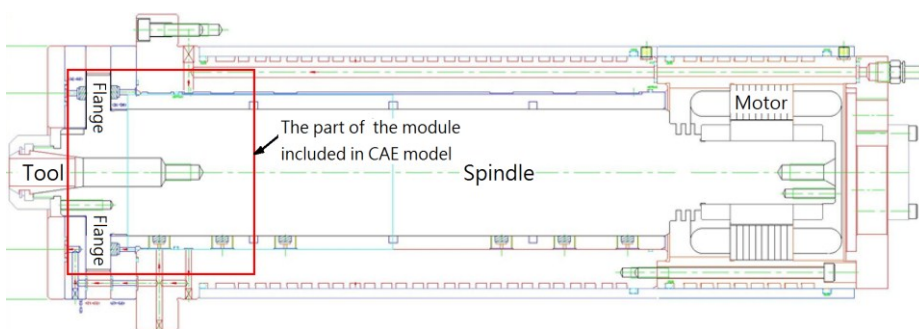 Flange
Motor
The part of the module
included in CAE model
Tool
Spindle
Flange